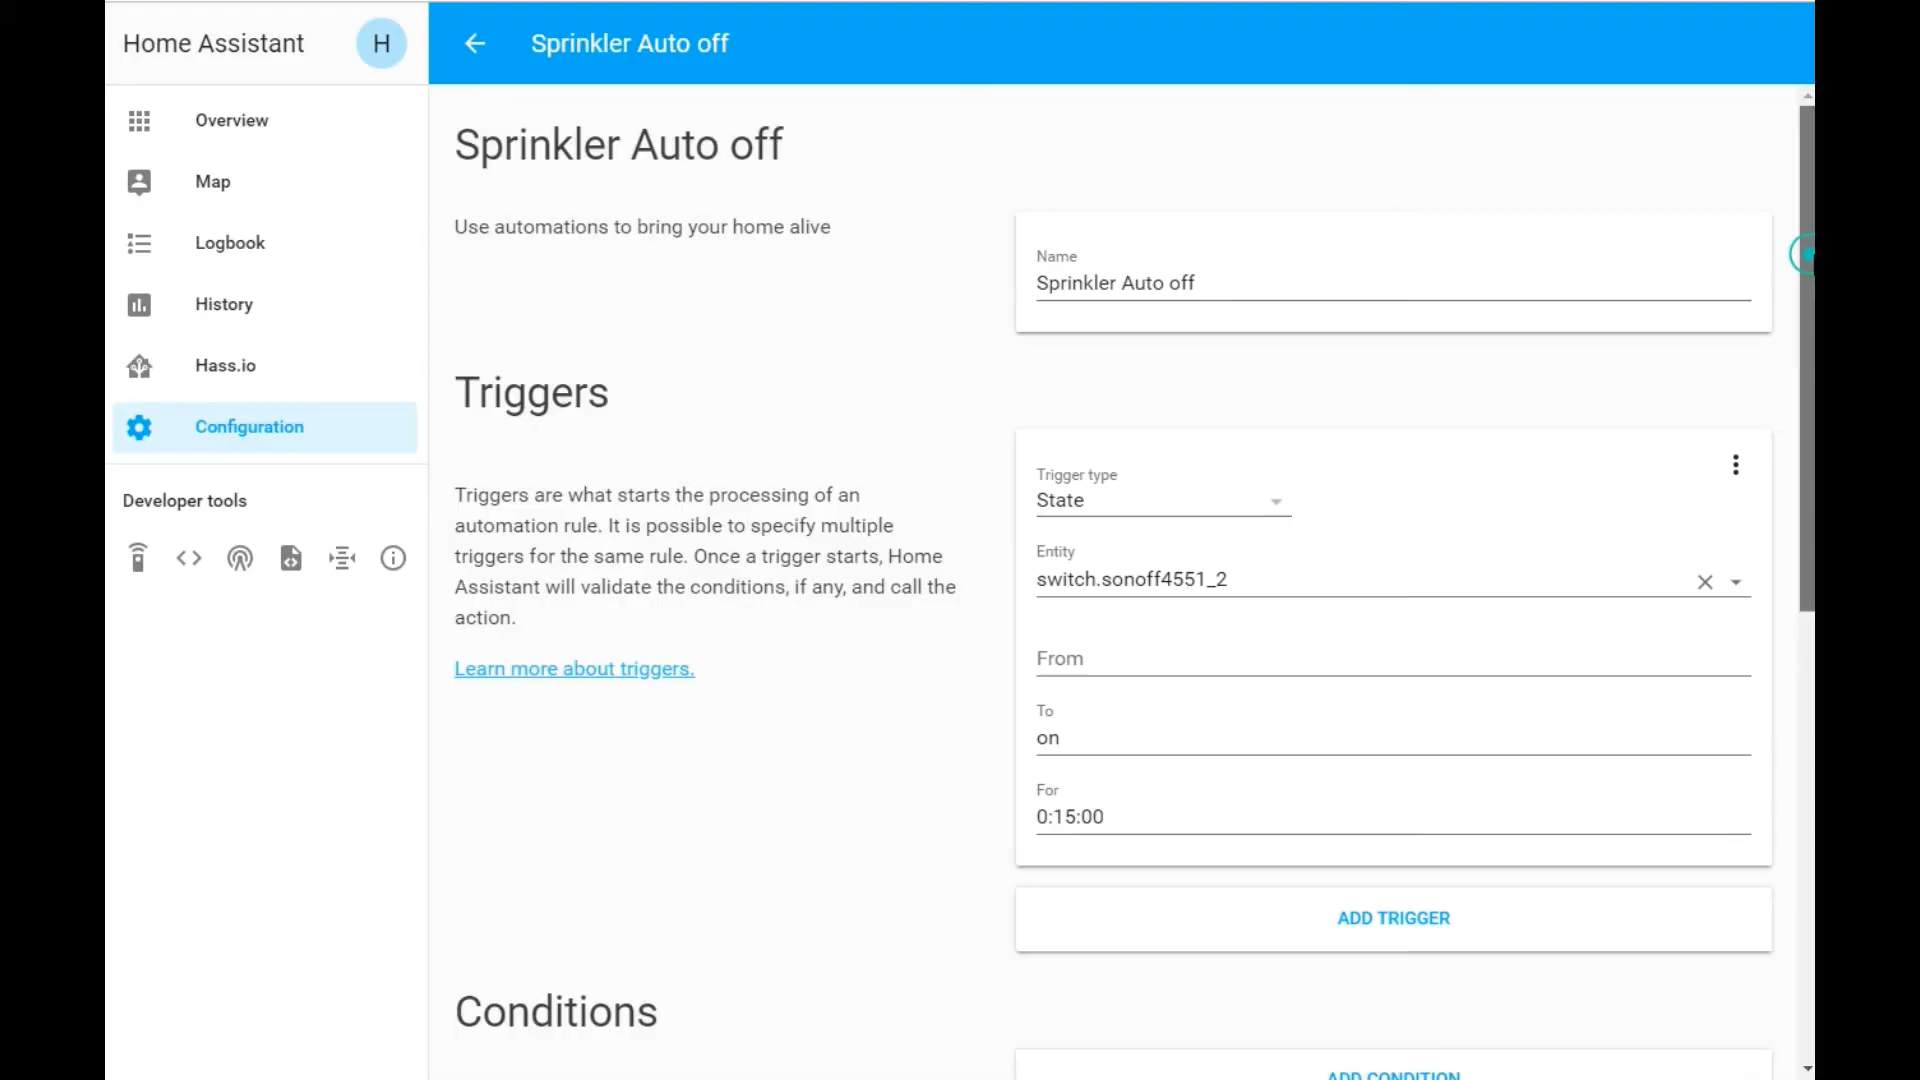 Home Assistant
H
Sprinkler Auto off
Overview
Map
Logbook
History
Hass.io
Configuration
Developer tools
Sprinkler Auto off
Use automations to bring your home alive
Name
Sprinkler Auto off
Triggers
Triggers are what starts the processing of an
automation rule. It is possible to specify multiple
triggers for the same rule. Once a trigger starts, Home
Assistant will validate the conditions, if any, and call the
action.
Learn more about triggers.
Trigger type
State
Entity
switch.sonoff4551_2
From
To
on
For
0:15:00
ADD TRIGGER
Conditions
ADD CONDITION